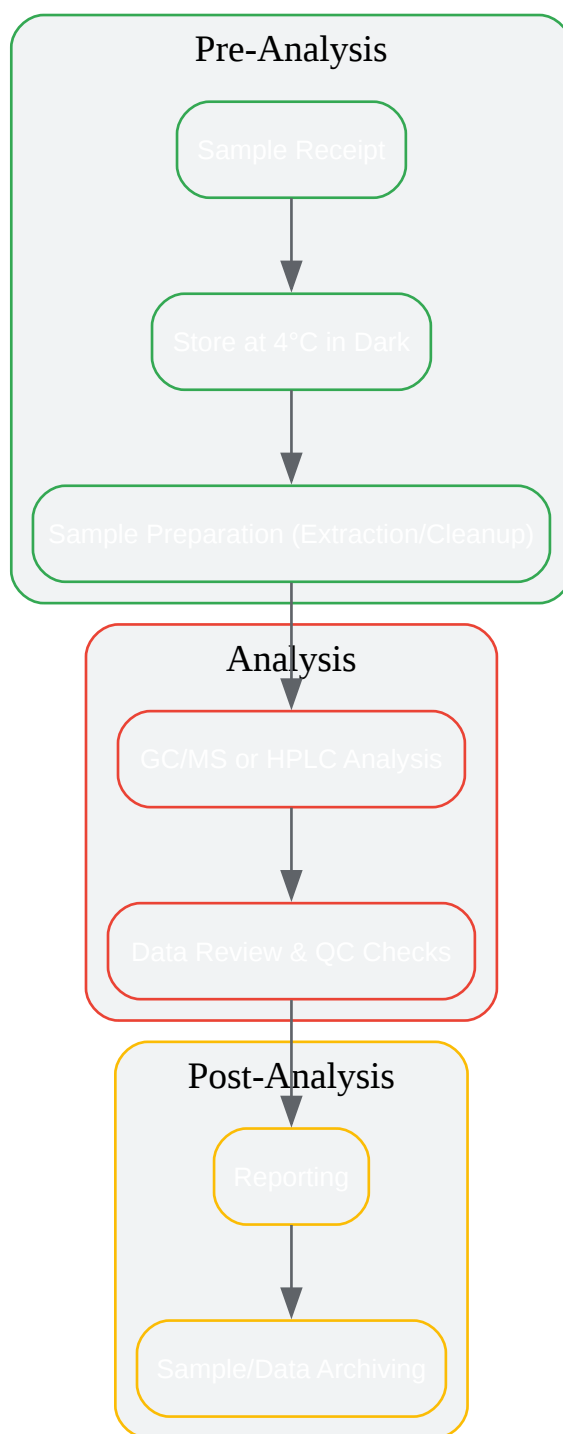 Pre-Analysis
Sample Receipt
Store at 4°C in Dark
Sample Preparation (Extraction/Cleanup)
Analysis
GC/MS or HPLC Analysis
Data Review & QC Checks
Post-Analysis
Reporting
Sample/Data Archiving